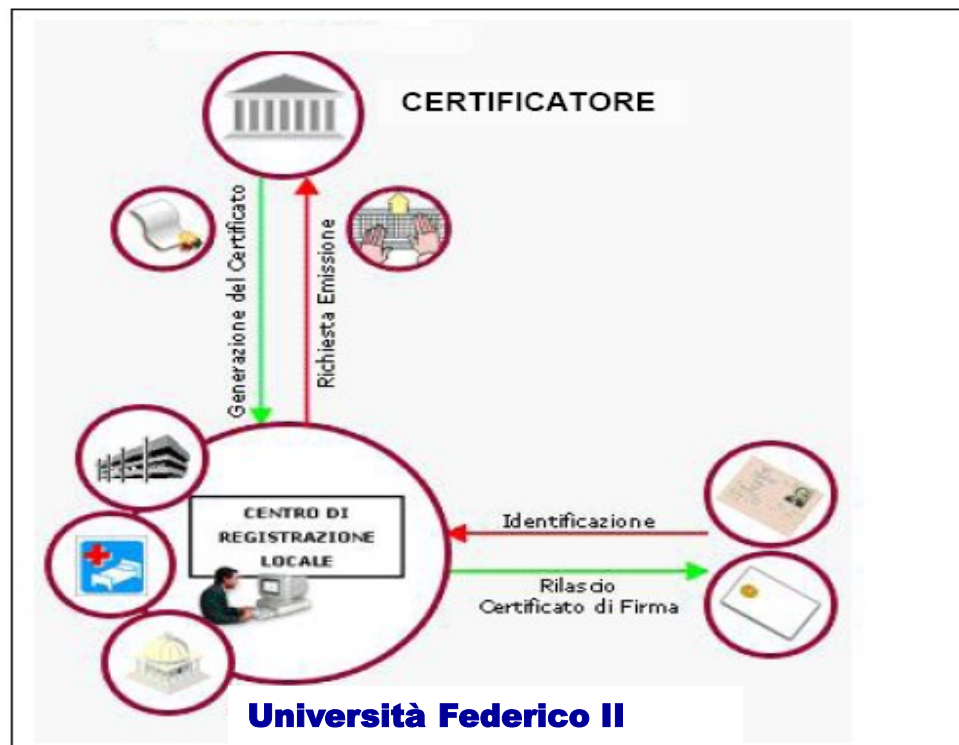 CERTIFICATORE
Generazione del Certificato
Richiesta Emissione
CENTRO DI
REGISTRAZIONE
LOCALE
Identificazione
Rilascio
Certificato di Firma
Università Federico II